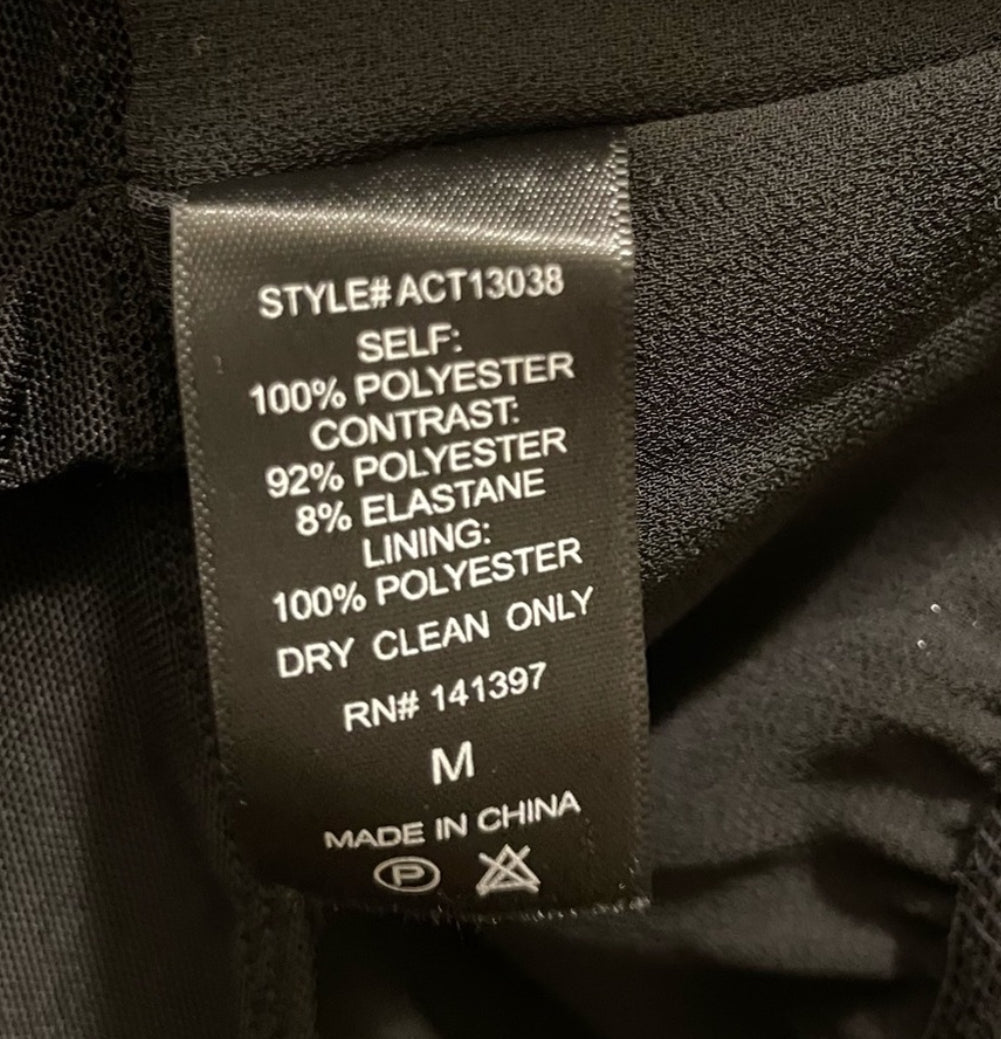 STYLE#ACT13038
SELF:
100% POLYESTER
CONTRAST:
92% POLYESTER
8% ELASTANE
LINING:
100% POLYESTER
DRY CLEAN ONLY
RN# 141397
M
MADE IN CHINA
P